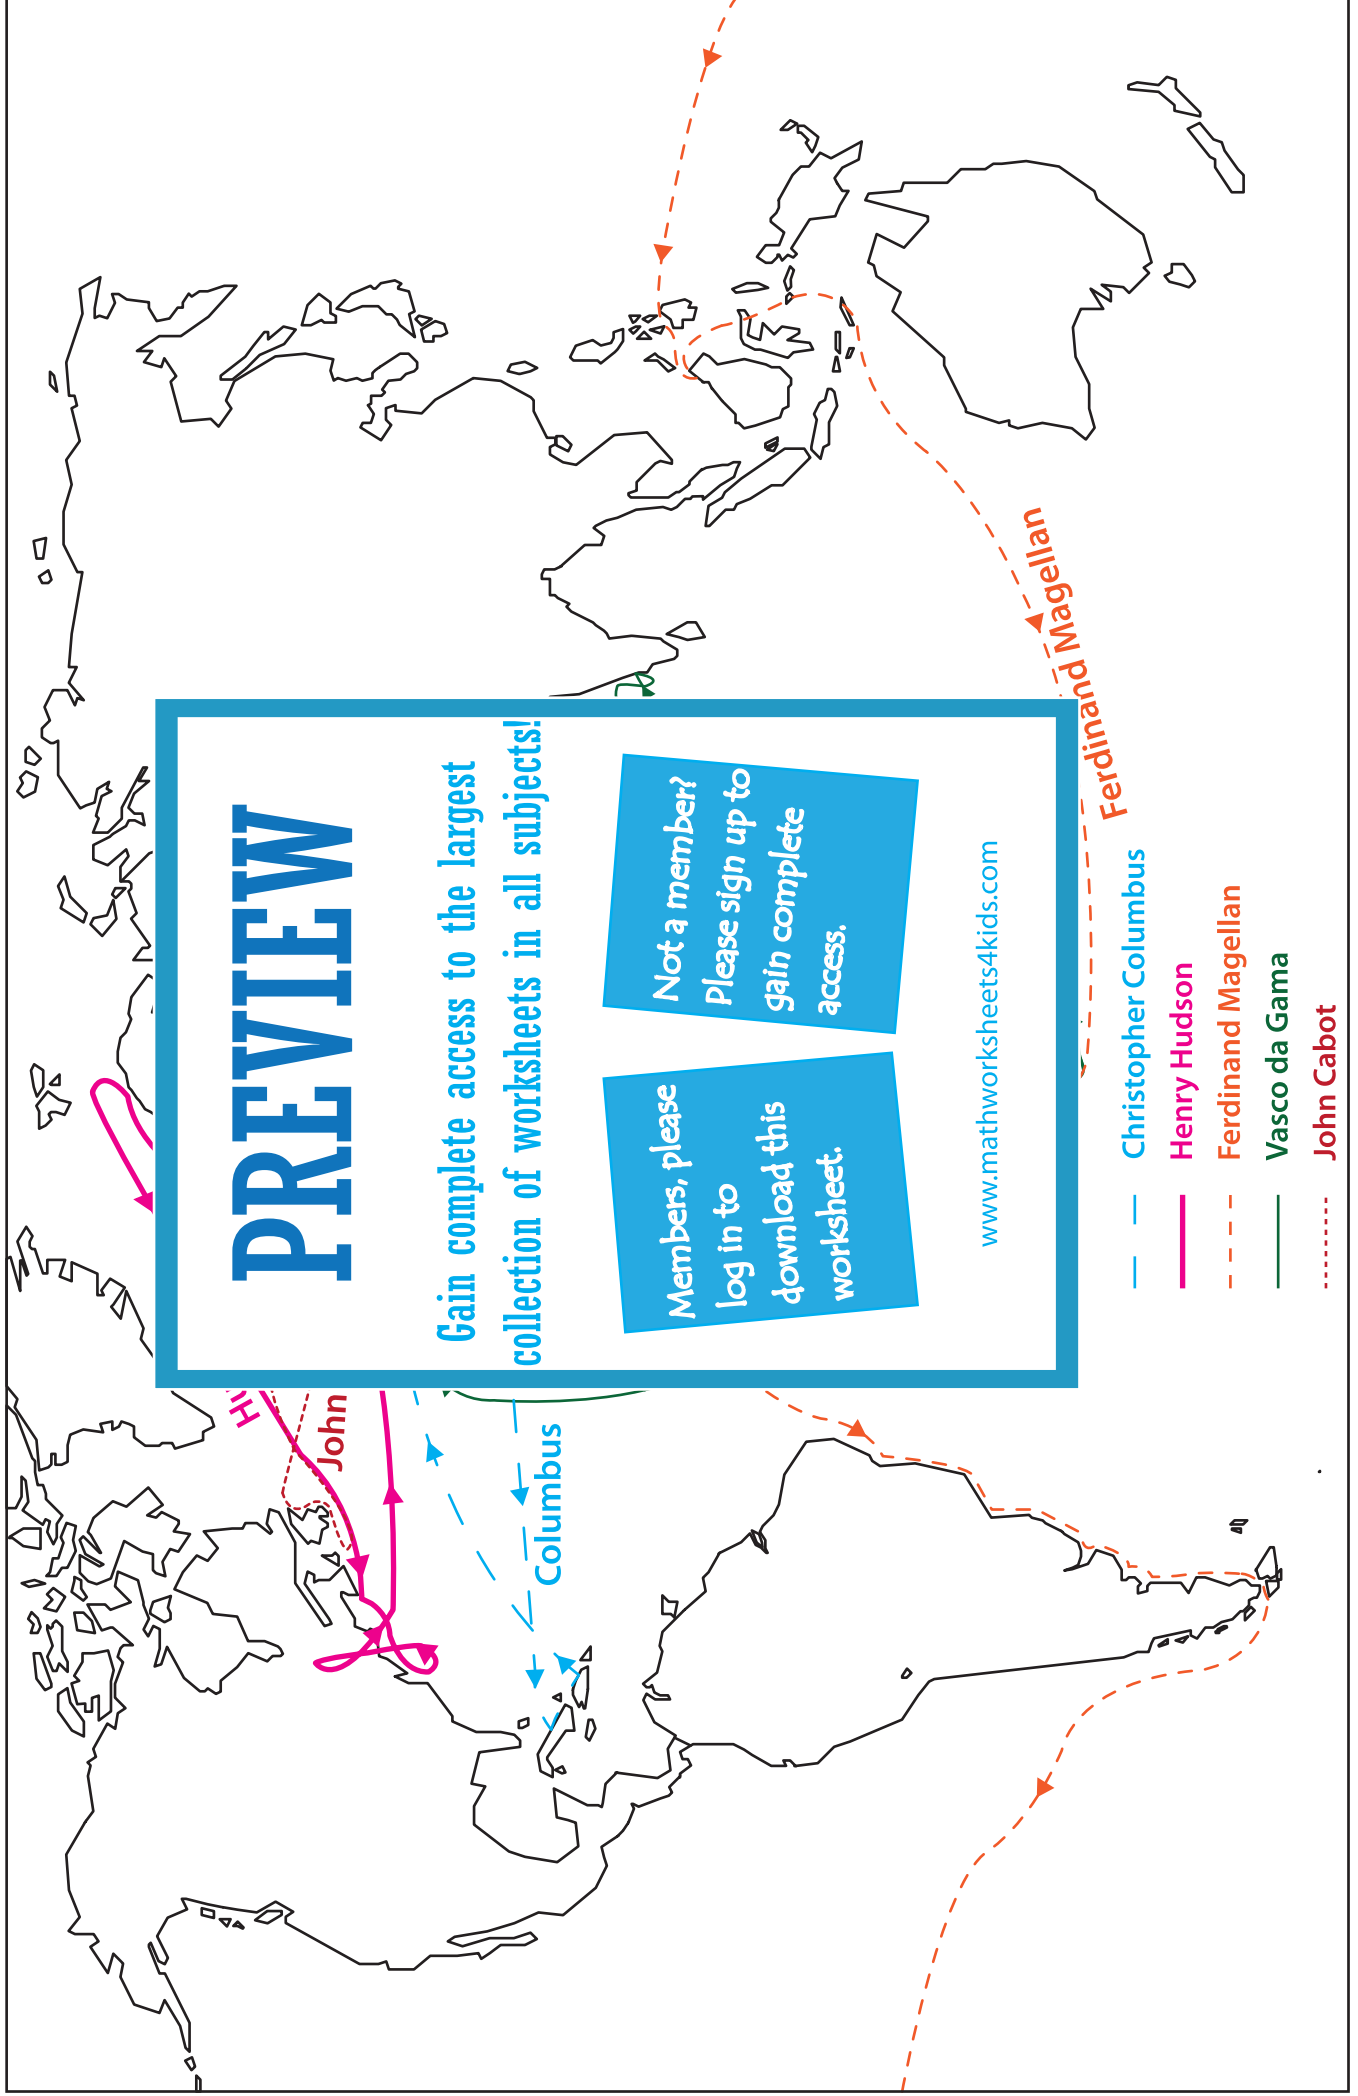 PREVIEW
Gain complete access to the largest
collection of worksheets in all subjects!
Members, please
log in to
download this
worksheet.
Not a member?
Please sign up to
gain complete
access.
www.mathworksheets4kids.com
John
Columbus
Ferdinand Magellan
Christopher Columbus
Henry Hudson
Ferdinand Magellan
Vasco da Gama
John Cabot